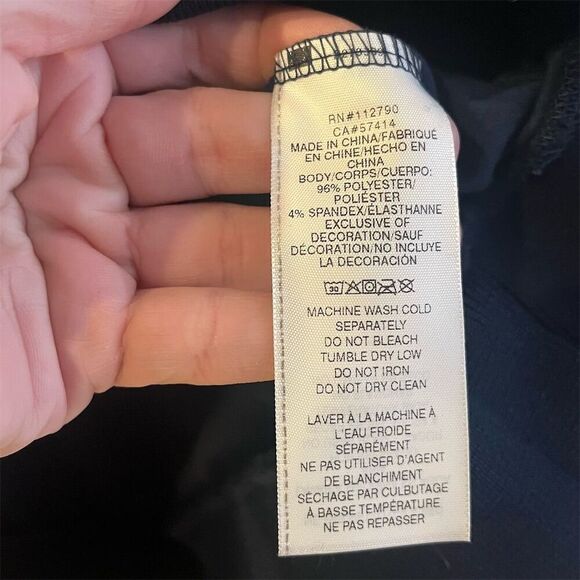 RN#112790
CA#57414
MADE IN CHINA/FABRIQUÉ
EN CHINE/HECHO EN
CHINA
BODY/CORPS/CUERPO:
96% POLYESTER/
POLIÉSTER
4% SPANDEX/ÉLASTHANNE
EXCLUSIVE OF
DECORATION/SAUF
DÉCORATION/NO INCLUYE
LA DECORACIÓN
30
MACHINE WASH COLD
SEPARATELY
DO NOT BLEACH
TUMBLE DRY LOW
DO NOT IRON
DO NOT DRY CLEAN
LAVER À LA MACHINE À
L'EAU FROIDE
SÉPARÉMENT
NE PAS UTILISER D'AGENT
DE BLANCHIMENT
SÉCHAGE PAR CULBUTAGE
À BASSE TEMPÉRATURE
NE PAS REPASSER